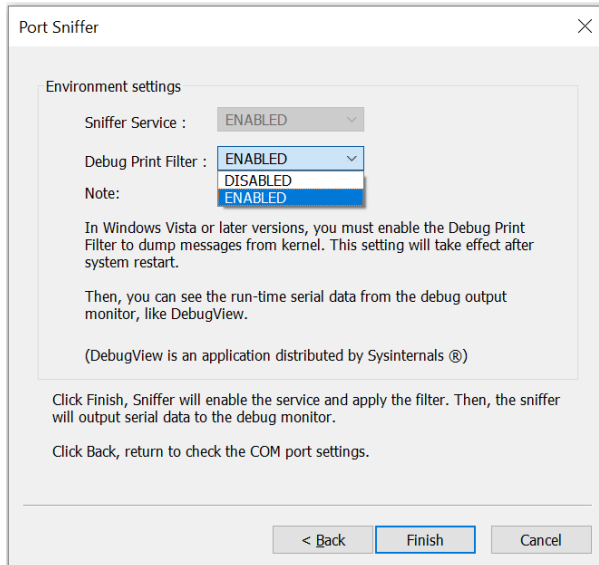 Port Sniffer
Environment settings
Sniffer Service : ENABLED
Debug Print Filter : ENABLED
DISABLED
Note:
ENABLED
In Windows Vista or later versions, you must enable the Debug Print
Filter to dump messages from kernel. This setting will take effect after
system restart.
Then, you can see the run-time serial data from the debug output
monitor, like DebugView.
(DebugView is an application distributed by Sysinternals ®)
Click Finish, Sniffer will enable the service and apply the filter. Then, the sniffer
will output serial data to the debug monitor.
Click Back, return to check the COM port settings.
< Back Finish Cancel